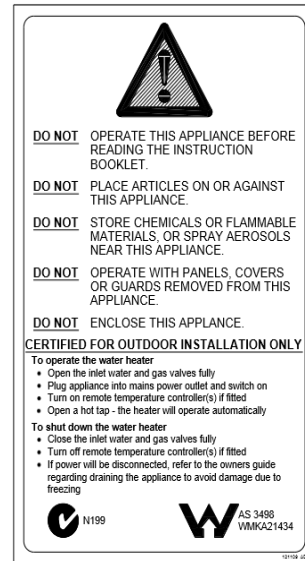 DO NOT OPERATE THIS APPLIANCE BEFORE
READING THE INSTRUCTION
BOOKLET.
DO NOT PLACE ARTICLES ON OR AGAINST
THIS APPLIANCE.
DO NOT STORE CHEMICALS OR FLAMMABLE
MATERIALS, OR SPRAY AEROSOLS
NEAR THIS APPLIANCE.
DO NOT OPERATE WITH PANELS, COVERS
OR GUARDS REMOVED FROM THIS
APPLIANCE.
DO NOT ENCLOSE THIS APPLIANCE.
CERTIFIED FOR OUTDOOR INSTALLATION ONLY
To operate the water heater
• Open the inlet water and gas valves fully
• Plug appliance into mains power outlet and switch on
• Turn on remote temperature controller(s) if fitted
• Open a hot tap - the heater will operate automatically
To shut down the water heater
• Close the inlet water and gas valves fully
• Turn off remote temperature controller(s) if fitted
• If power will be disconnected, refer to the owners guide
regarding draining the appliance to avoid damage due to
freezing
N199
AS 3498
WMKA21434